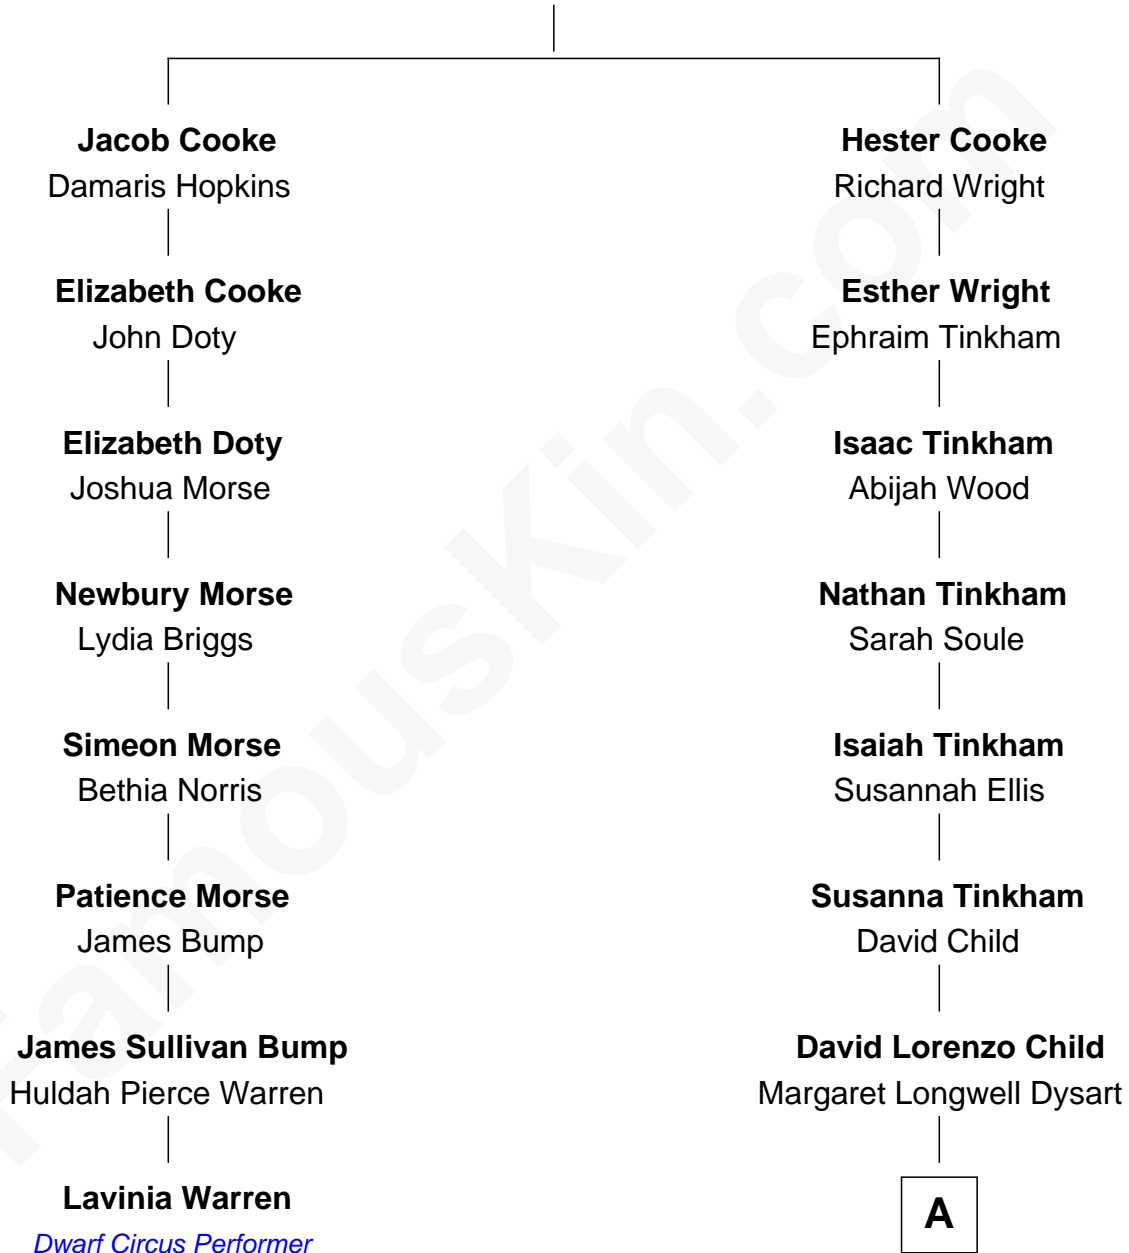 Jacob Cooke
Damaris Hopkins
Elizabeth Cooke
John Doty
Elizabeth Doty
Joshua Morse
Newbury Morse
Lydia Briggs
Simeon Morse
Bethia Norris
Patience Morse
James Bump
James Sullivan Bump
Huldah Pierce Warren
Lavinia Warren
Dwarf Circus Performer
Hester Cooke
Richard Wright
Esther Wright
Ephraim Tinkham
Isaac Tinkham
Abijah Wood
Nathan Tinkham
Sarah Soule
Isaiah Tinkham
Susannah Ellis
Susanna Tinkham
David Child
David Lorenzo Child
Margaret Longwell Dysart
A
FamousKin.com